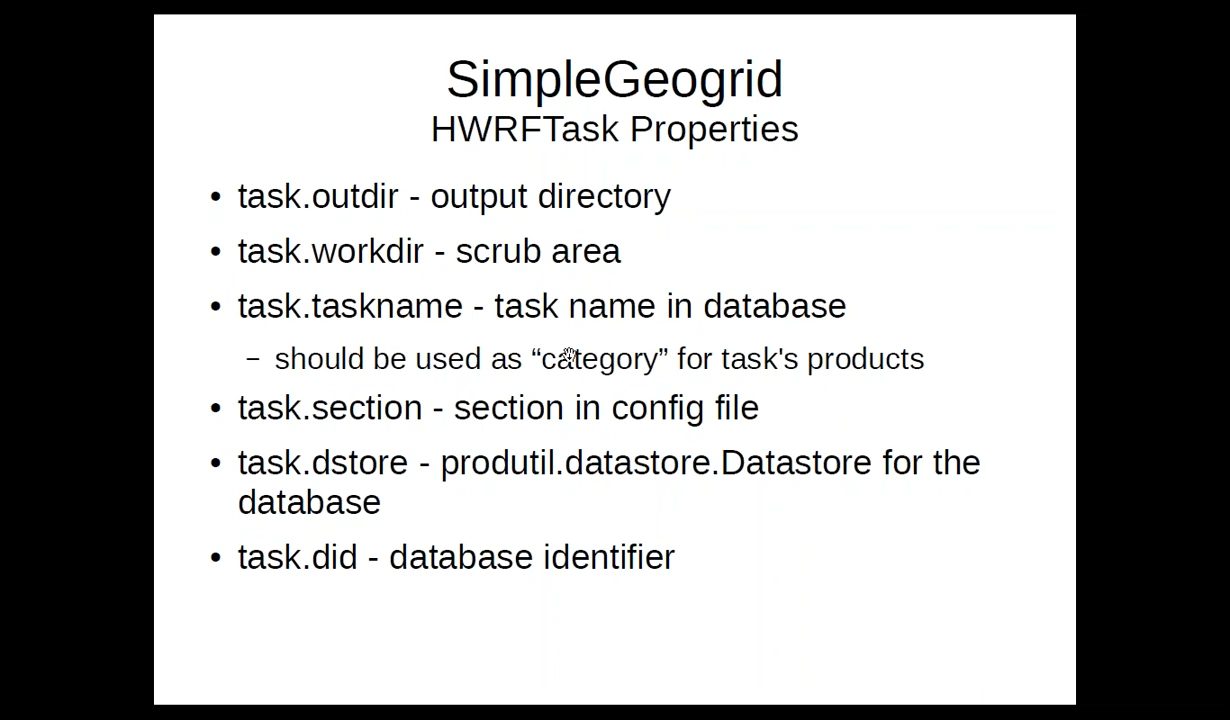 SimpleGeogrid
HWRFTask Properties
• task.outdir - output directory
• task.workdir - scrub area
• task.taskname - task name in database
– should be used as “category” for task's products
• task.section - section in config file
• task.dstore - produtil.datastore.Datastore for the
database
• task.did - database identifier